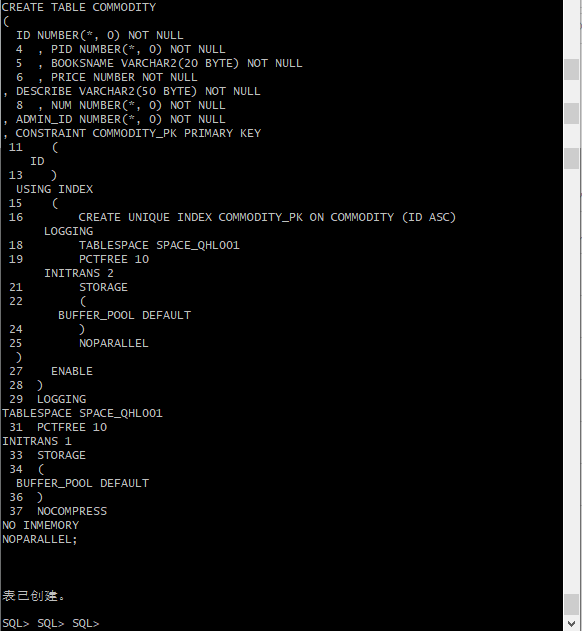 CREATE TABLE COMMODITY
(
  ID NUMBER(*, 0) NOT NULL
  4  , PID NUMBER(*, 0) NOT NULL
  5  , BOOKSNAME VARCHAR2(20 BYTE) NOT NULL
  6  , PRICE NUMBER NOT NULL
, DESCRIBE VARCHAR2(50 BYTE) NOT NULL
  8  , NUM NUMBER(*, 0) NOT NULL
, ADMIN_ID NUMBER(*, 0) NOT NULL
, CONSTRAINT COMMODITY_PK PRIMARY KEY
 11    (
    ID
 13    )
  USING INDEX
 15    (
 16        CREATE UNIQUE INDEX COMMODITY_PK ON COMMODITY (ID ASC)
      LOGGING
 18        TABLESPACE SPACE_QHL001
 19        PCTFREE 10
      INITRANS 2
 21        STORAGE
 22        (
        BUFFER_POOL DEFAULT
 24        )
 25        NOPARALLEL
  )
 27    ENABLE
 28  )
 29  LOGGING
TABLESPACE SPACE_QHL001
 31  PCTFREE 10
INITRANS 1
 33  STORAGE
 34  (
  BUFFER_POOL DEFAULT
 36  )
 37  NOCOMPRESS
NO INMEMORY
NOPARALLEL;
表已创建。
SQL> SQL> SQL>